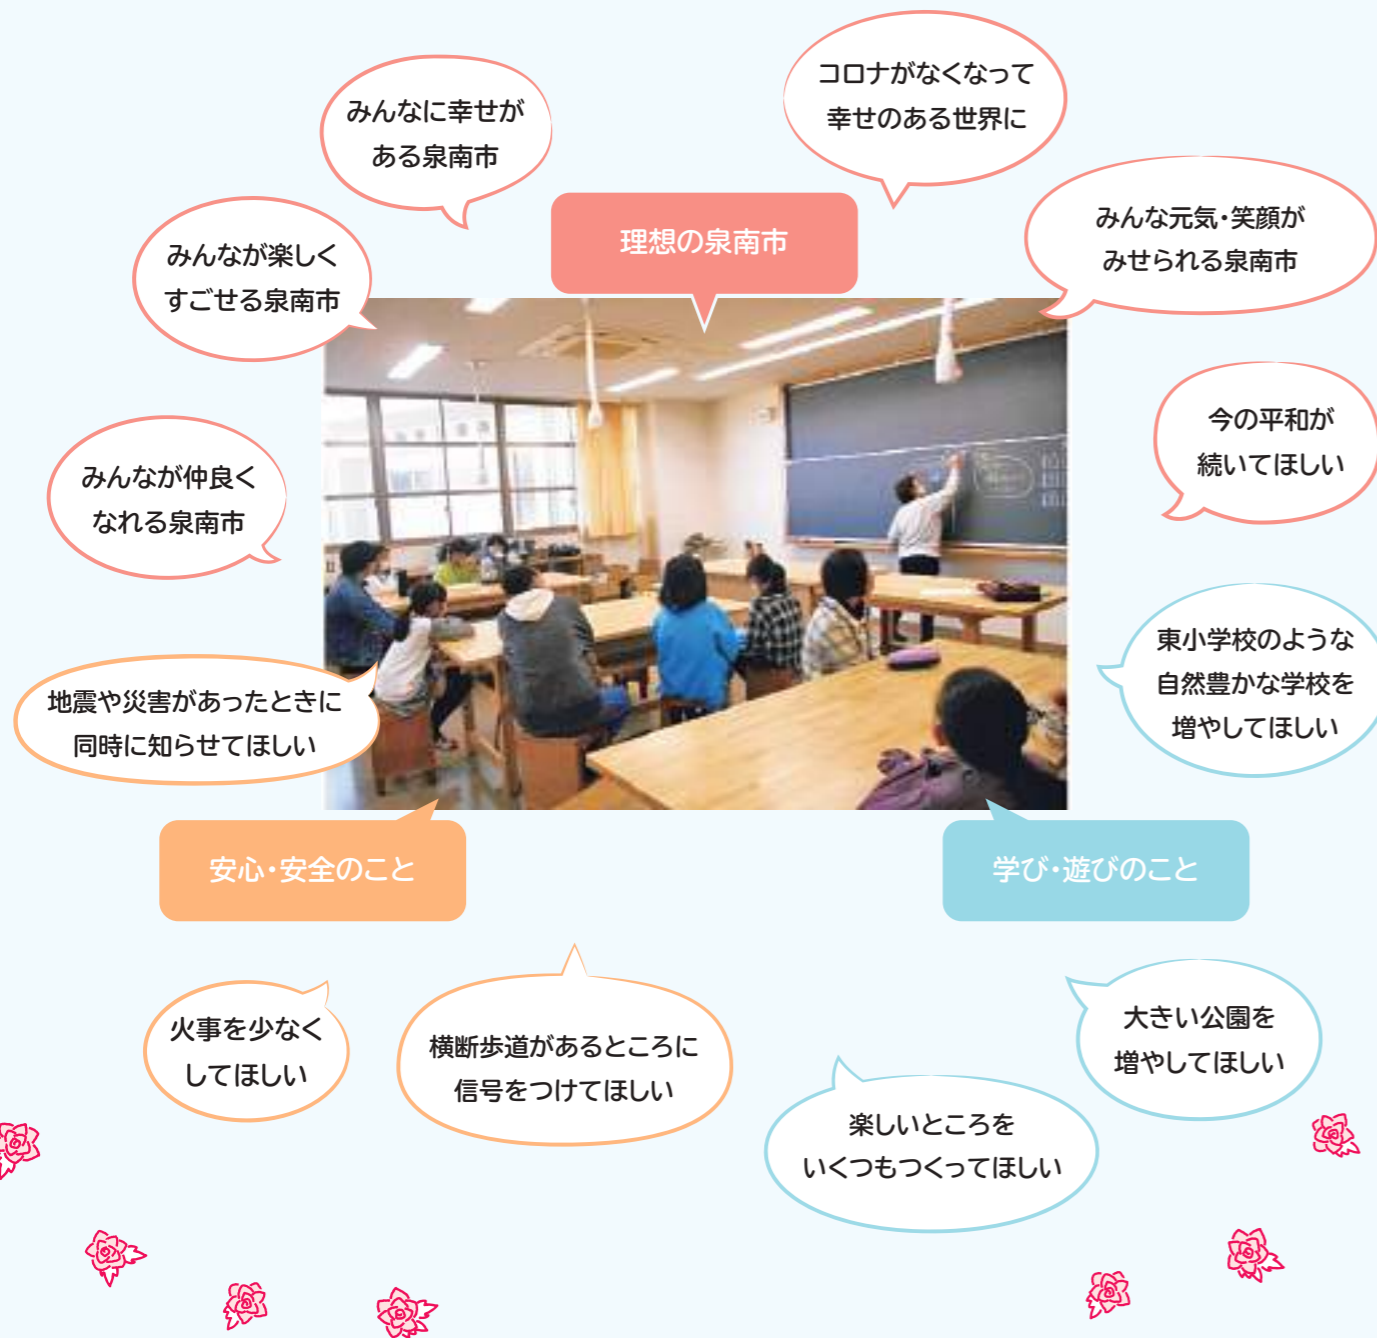 コロナがなくなって
幸せのある世界に
みんなに幸せが
ある泉南市
理想の泉南市
みんな元気・笑顔が
みせられる泉南市
みんなが楽しく
すごせる泉南市
今の平和が
続いてほしい
みんなが仲良く
なれる泉南市
東小学校のような
自然豊かな学校を
増やしてほしい
地震や災害があったときに
同時に知らせてほしい
安心・安全のこと
学び・遊びのこと
火事を少なく
してほしい
横断歩道があるところに
信号をつけてほしい
大きい公園を
増やしてほしい
楽しいところを
いくつもつくってほしい